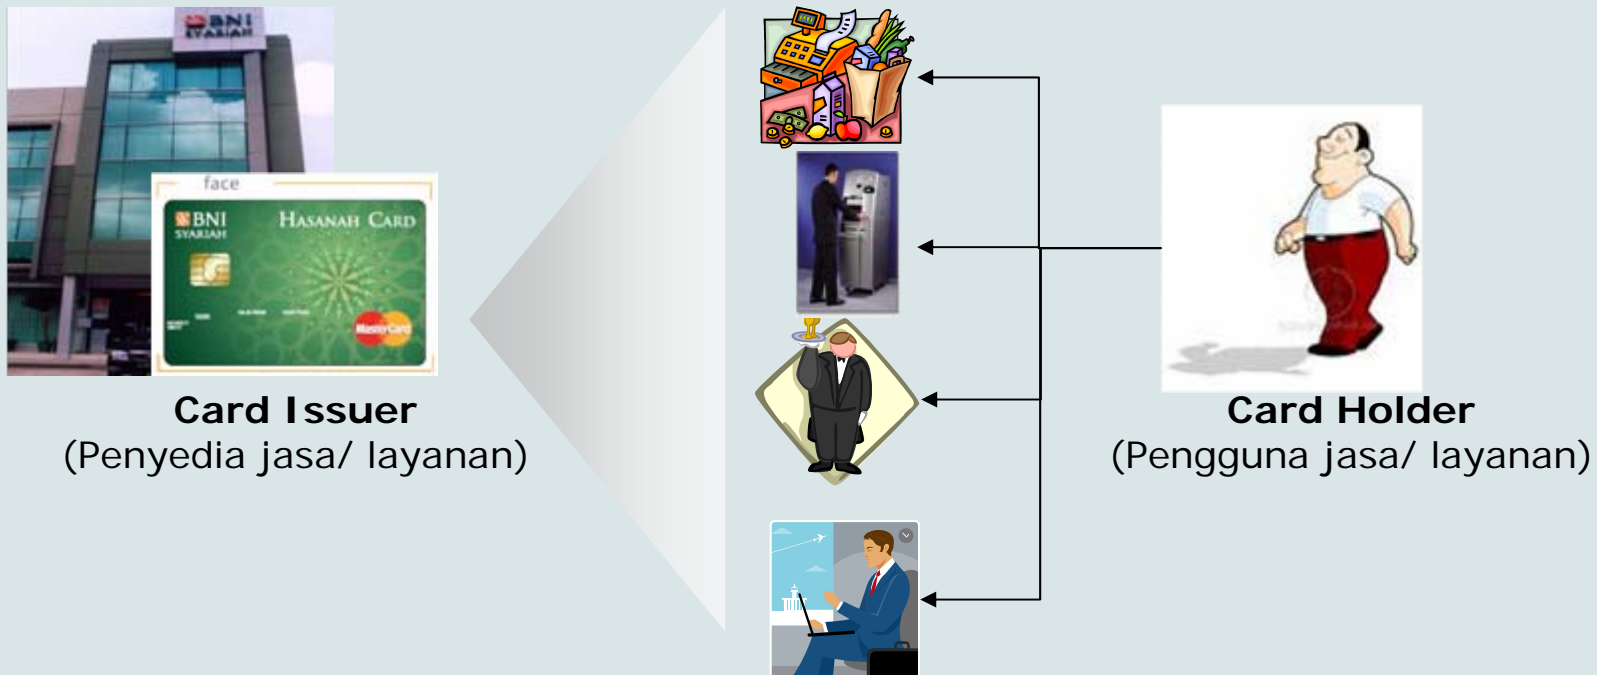 BNI
SYARIAH
face
BNI
SYARIAH
HASANAH CARD
MasterCard
Card Issuer
(Penyedia jasa/ layanan)
Card Holder
(Pengguna jasa/ layanan)